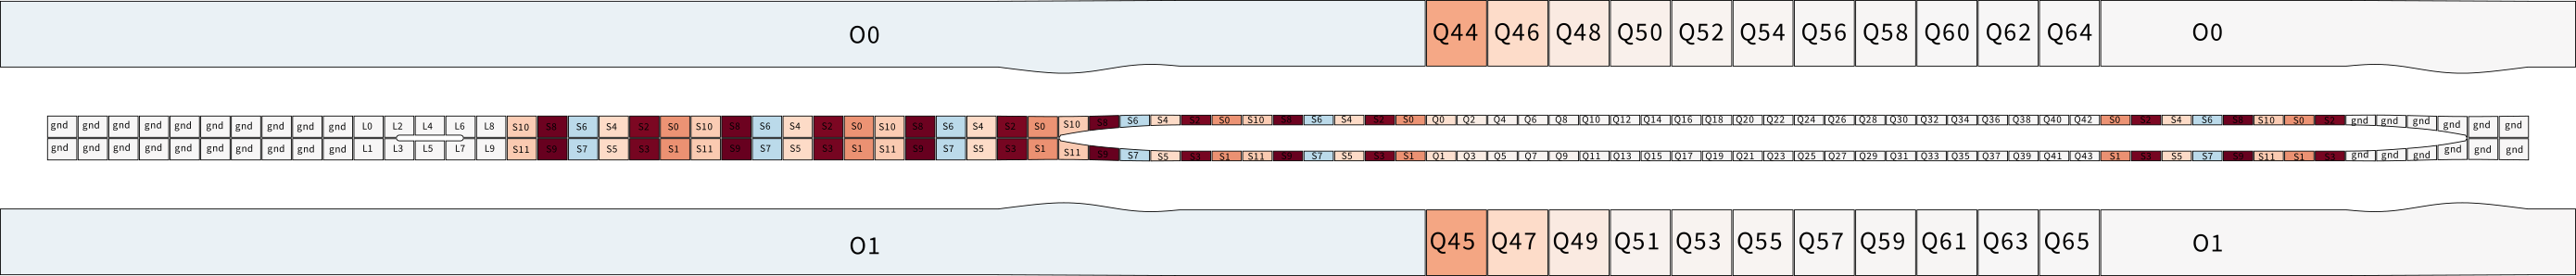 O0 Q44 Q46 Q48 Q50 Q52 Q54 Q56 Q58 Q60 Q62 Q64 O0
gnd gnd gnd gnd gnd gnd gnd gnd gnd gnd L0 L2 L4 L6 L8 S10 S8 S6 S4 S2 S0 S10 S8 S6 S4 S2 S0 S10 S8 S6 S4 S2 S0 S10 S8 S6 S4 S2 S0 S10 S8 S6 S4 S2 S0 Q0 Q2 Q4 Q6 Q8 Q10 Q12 Q14 Q16 Q18 Q20 Q22 Q24 Q26 Q28 Q30 Q32 Q34 Q36 Q38 Q40 Q42 S0 S2 S4 S6 S8 S10 S0 S2 gnd gnd gnd gnd gnd gnd
gnd gnd gnd gnd gnd gnd gnd gnd gnd gnd L1 L3 L5 L7 L9 S11 S9 S7 S5 S3 S1 S11 S9 S7 S5 S3 S1 S11 S9 S7 S5 S3 S1 S11 S9 S7 S5 S3 S1 S11 S9 S7 S5 S3 S1 Q1 Q3 Q5 Q7 Q9 Q11 Q13 Q15 Q17 Q19 Q21 Q23 Q25 Q27 Q29 Q31 Q33 Q35 Q37 Q39 Q41 Q43 S1 S3 S5 S7 S9 S11 S1 S3 gnd gnd gnd gnd gnd gnd
O1 Q45 Q47 Q49 Q51 Q53 Q55 Q57 Q59 Q61 Q63 Q65 O1